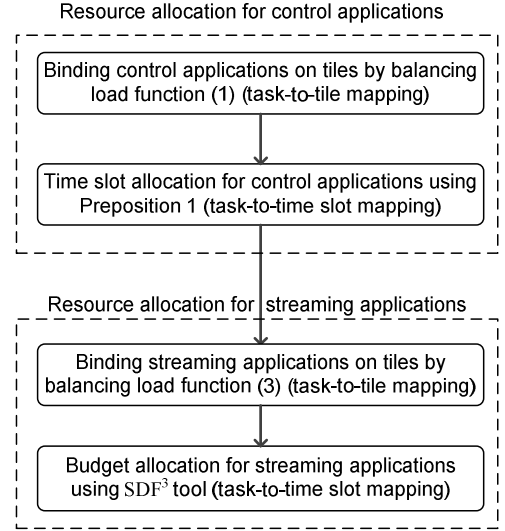 Resource allocation for control applications
Binding control applications on tiles by balancing
load function (1) (task-to-tile mapping)
Time slot allocation for control applications using
Preposition 1 (task-to-time slot mapping)
Resource allocation for streaming applications
Binding streaming applications on tiles by
balancing load function (3) (task-to-tile mapping)
Budget allocation for streaming applications
using SDF³ tool (task-to-time slot mapping)